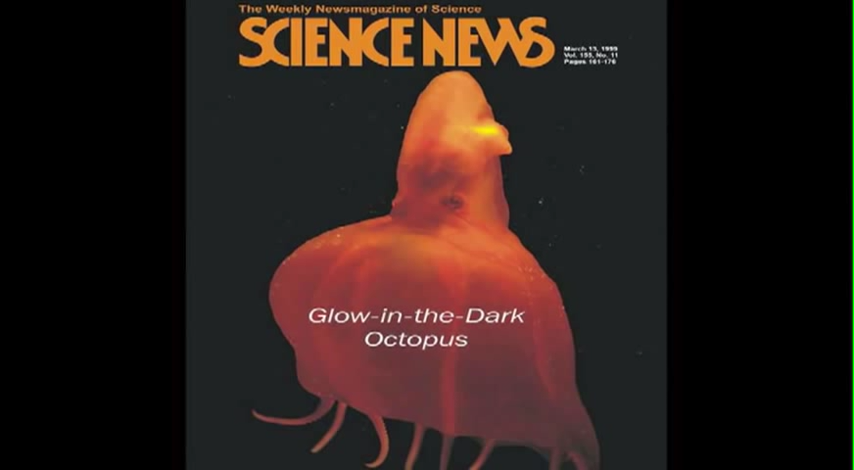 The Weekly Newsmagazine of Science
SCIENCE NEWS
March 13, 1999
Vol. 155, No. 11
Pages 161-176
Glow-in-the-Dark
Octopus